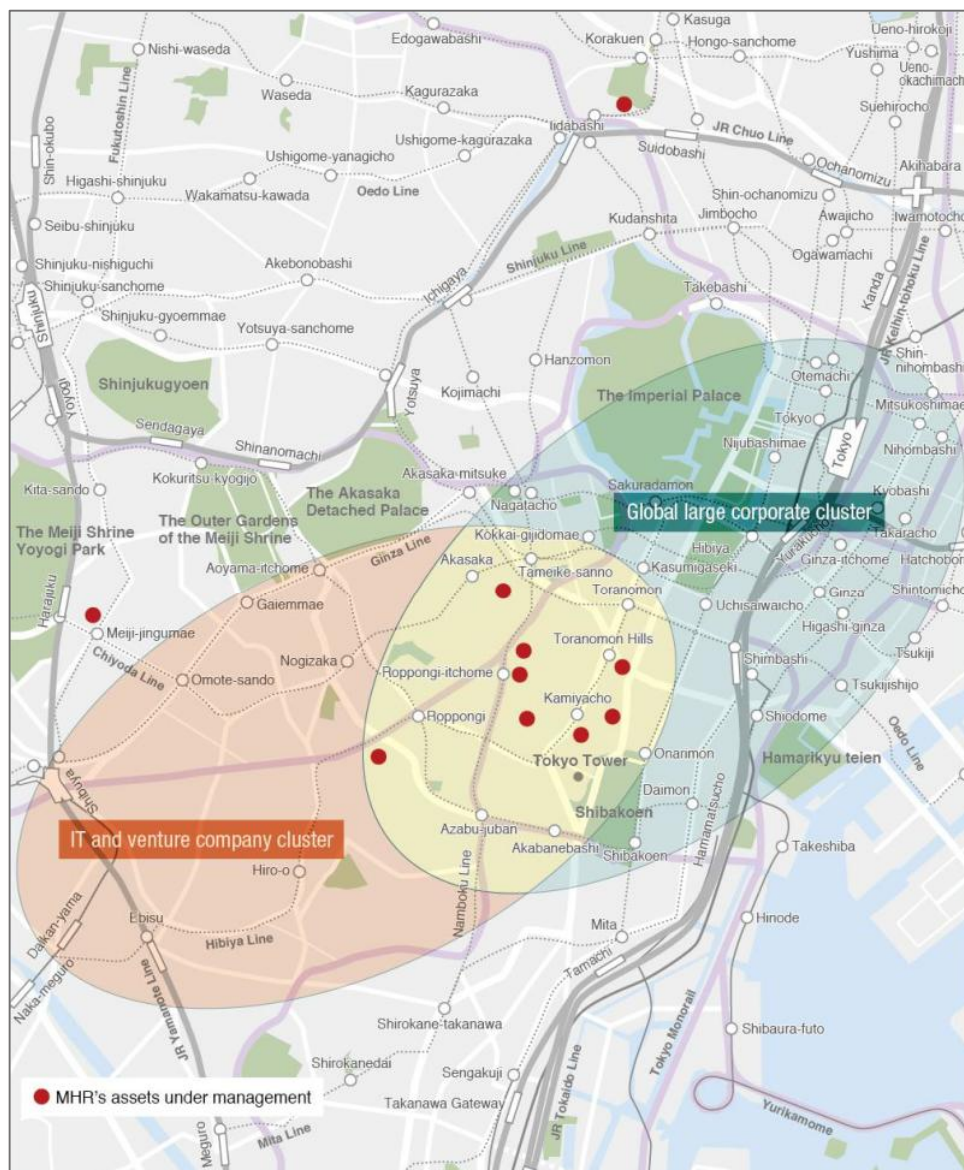 Kasuga
Ueno-hirokoji
Edogawabashi
Korakuen
Hongo-sanchome
Yushima
Nishi-waseda
Ueno-
okachimachi
Waseda
Kagurazaka
Suehirocho
Fukutoshin Line
Shin-okubo
Iidabashi
JR Chuo Line
Ushigome-kagurazaka
Suidobashi
Ushigome-yanagicho
Ochanomizu
Akihabara
Higashi-shinjuku
Oedo Line
Wakamatsu-kawada
Shin-ochanomizu
Jimbocho
Awajicho
Iwamotocho
Kudanshita
Seibu-shinjuku
Ogawamachi
Shinjuku Line
Shinjuku-nishiguchi
Akebonobashi
Ichigaya
Kanda
JR Keihin-tohoku Line
Shinjuku-sanchome
Takebashi
Shinjuku
Shinjuku-gyoemmae
Yotsuya-sanchome
Hanzomon
Shin-
nihombashi
Shinjukugyoen
Kojimachi
Otemachi
Yoyogi
Yotsuya
The Imperial Palace
Mitsukoshimae
Tokyo
Tokyo
Sendagaya
Nijubashimae
Nihombashi
Shinanomachi
Kokuritsu-kyogijo
Akasaka-mitsuke
Kita-sando
The Akasaka
Detached Palace
Sakuradamon
Kyobashi
Nagatacho
Global large corporate cluster
The Meiji Shrine
Yoyogi Park
The Outer Gardens
of the Meiji Shrine
Ginza Line
Kokkai-gijidomae
Yurakucho
Takaracho
Hibiya
Ginza-itchome
Hatchobori
Aoyama-itchome
Akasaka
Tameike-sanno
Kasumigaseki
Harajuku
Gaiemmae
Toranomon
Ginza
Shintomicho
Uchisaiwaicho
Higashi-ginza
Meiji-jingumae
Toranomon Hills
Tsukiji
Chiyoda Line
Nogizaka
Shimbashi
Omote-sando
Roppongi-itchome
Tsukijishijo
Kamiyacho
Roppongi
Shiodome
Oedo Line
Tokyo Tower
Onarimon
Hamarikyu teien
Shibuya
Daimon
Shibakoen
Hamamatsucho
IT and venture company cluster
Azabu-juban
Akabanebashi
Shibakoen
Takeshiba
Hiro-o
Namboku Line
Daikan-yama
Ebisu
Mita
Hinode
Hibiya Line
Tamachi
Naka-meguro
JR Yamanote Line
Shirokane-takanawa
Tokyo Monorail
Shibaura-futo
Shirokanedai
Sengakuji
MHR's assets under management
Takanawa Gateway
JR Tokaido Line
Yurikamome
Meguro
Mita Line